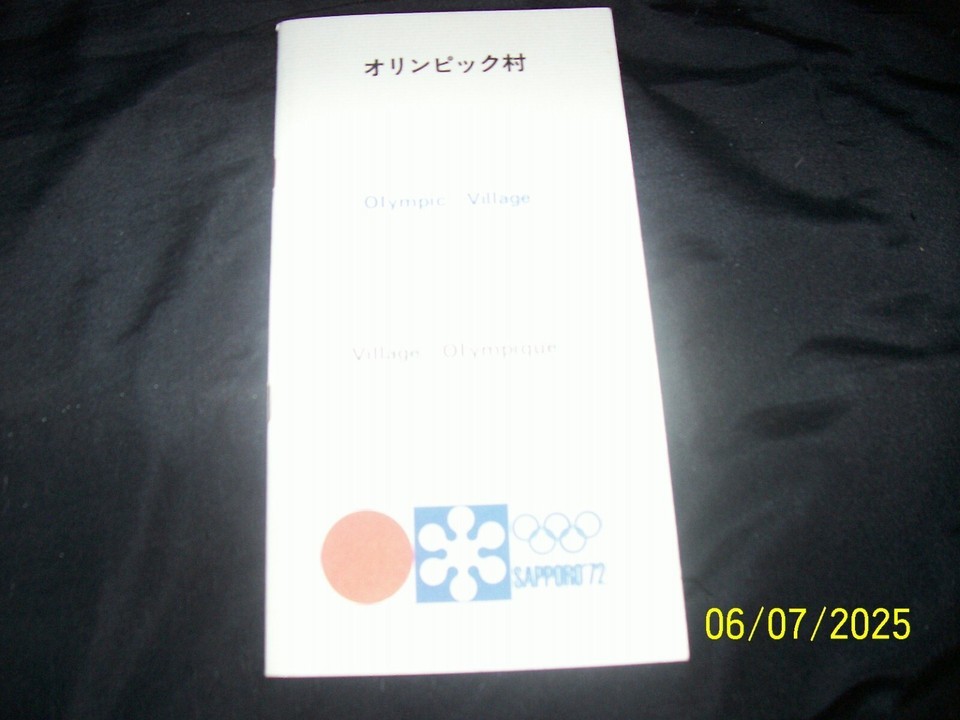 オリンピック村
Olympic Village
Village Olympique
SAPPORO'72
06/07/2025